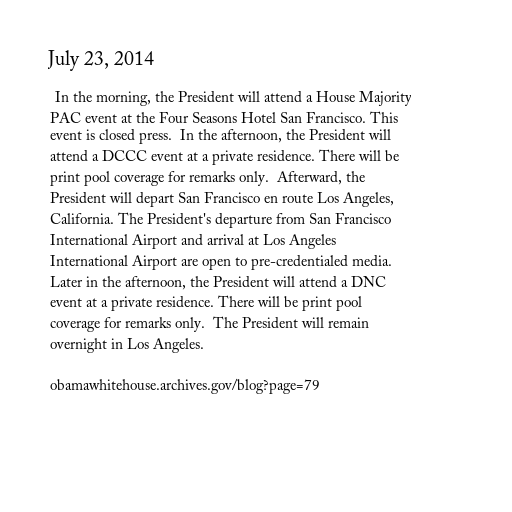 July 23, 2014
In the morning, the President will attend a House Majority
PAC event at the Four Seasons Hotel San Francisco. This
event is closed press.  In the afternoon, the President will
attend a DCCC event at a private residence. There will be
print pool coverage for remarks only.  Afterward, the
President will depart San Francisco en route Los Angeles,
California. The President's departure from San Francisco
International Airport and arrival at Los Angeles
International Airport are open to pre-credentialed media.
Later in the afternoon, the President will attend a DNC
event at a private residence. There will be print pool
coverage for remarks only.  The President will remain
overnight in Los Angeles.
obamawhitehouse.archives.gov/blog?page=79